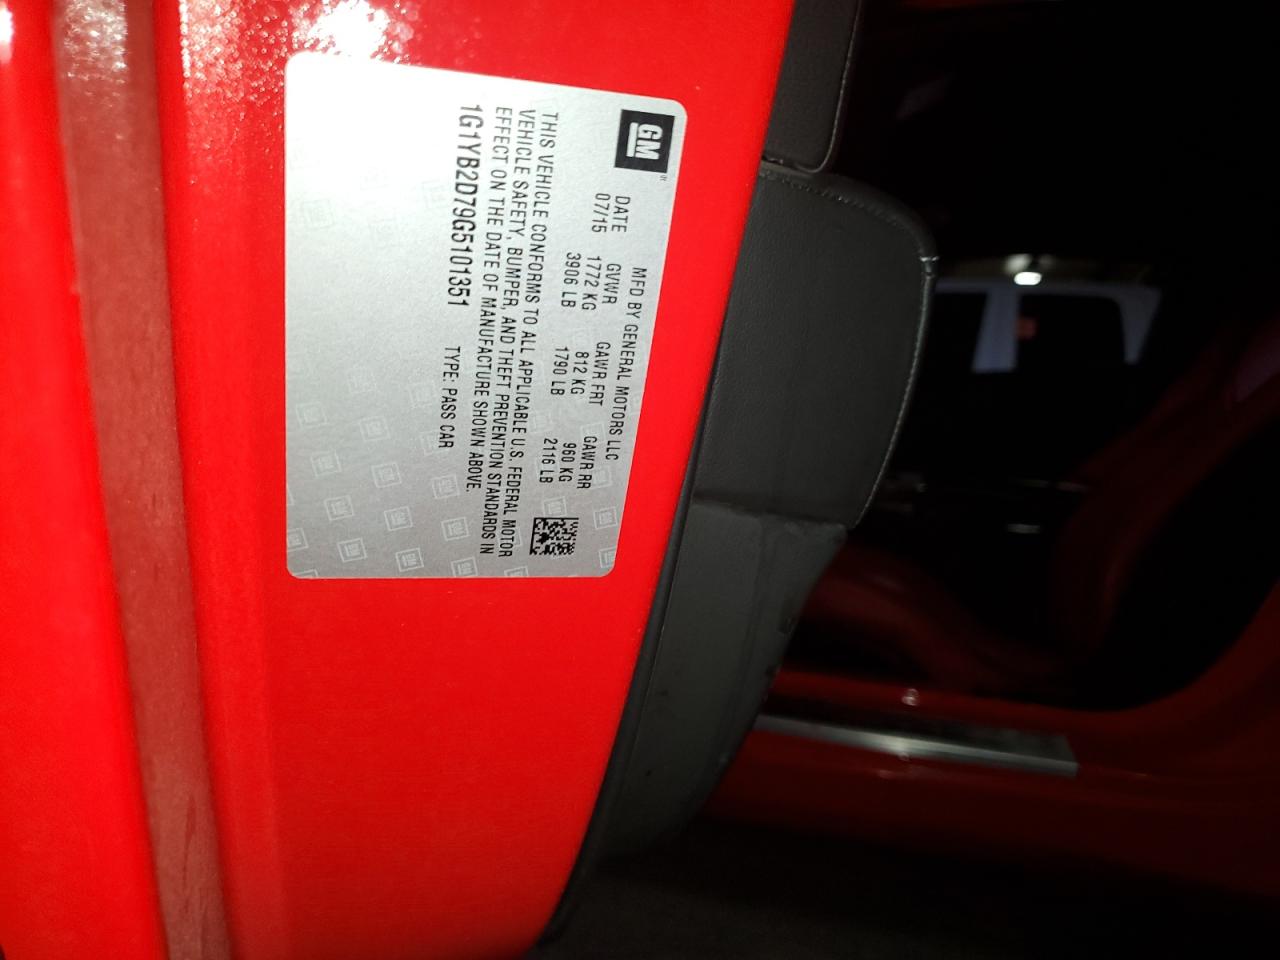 GM
MFD BY GENERAL MOTORS LLC
DATE GVWR GAWR FRT GAWR RR
07/15 1772 KG 812 KG 960 KG
3906 LB 1790 LB 2116 LB
THIS VEHICLE CONFORMS TO ALL APPLICABLE U.S. FEDERAL MOTOR
VEHICLE SAFETY, BUMPER, AND THEFT PREVENTION STANDARDS IN
EFFECT ON THE DATE OF MANUFACTURE SHOWN ABOVE.
1G1YB2D79G5101351 TYPE: PASS CAR